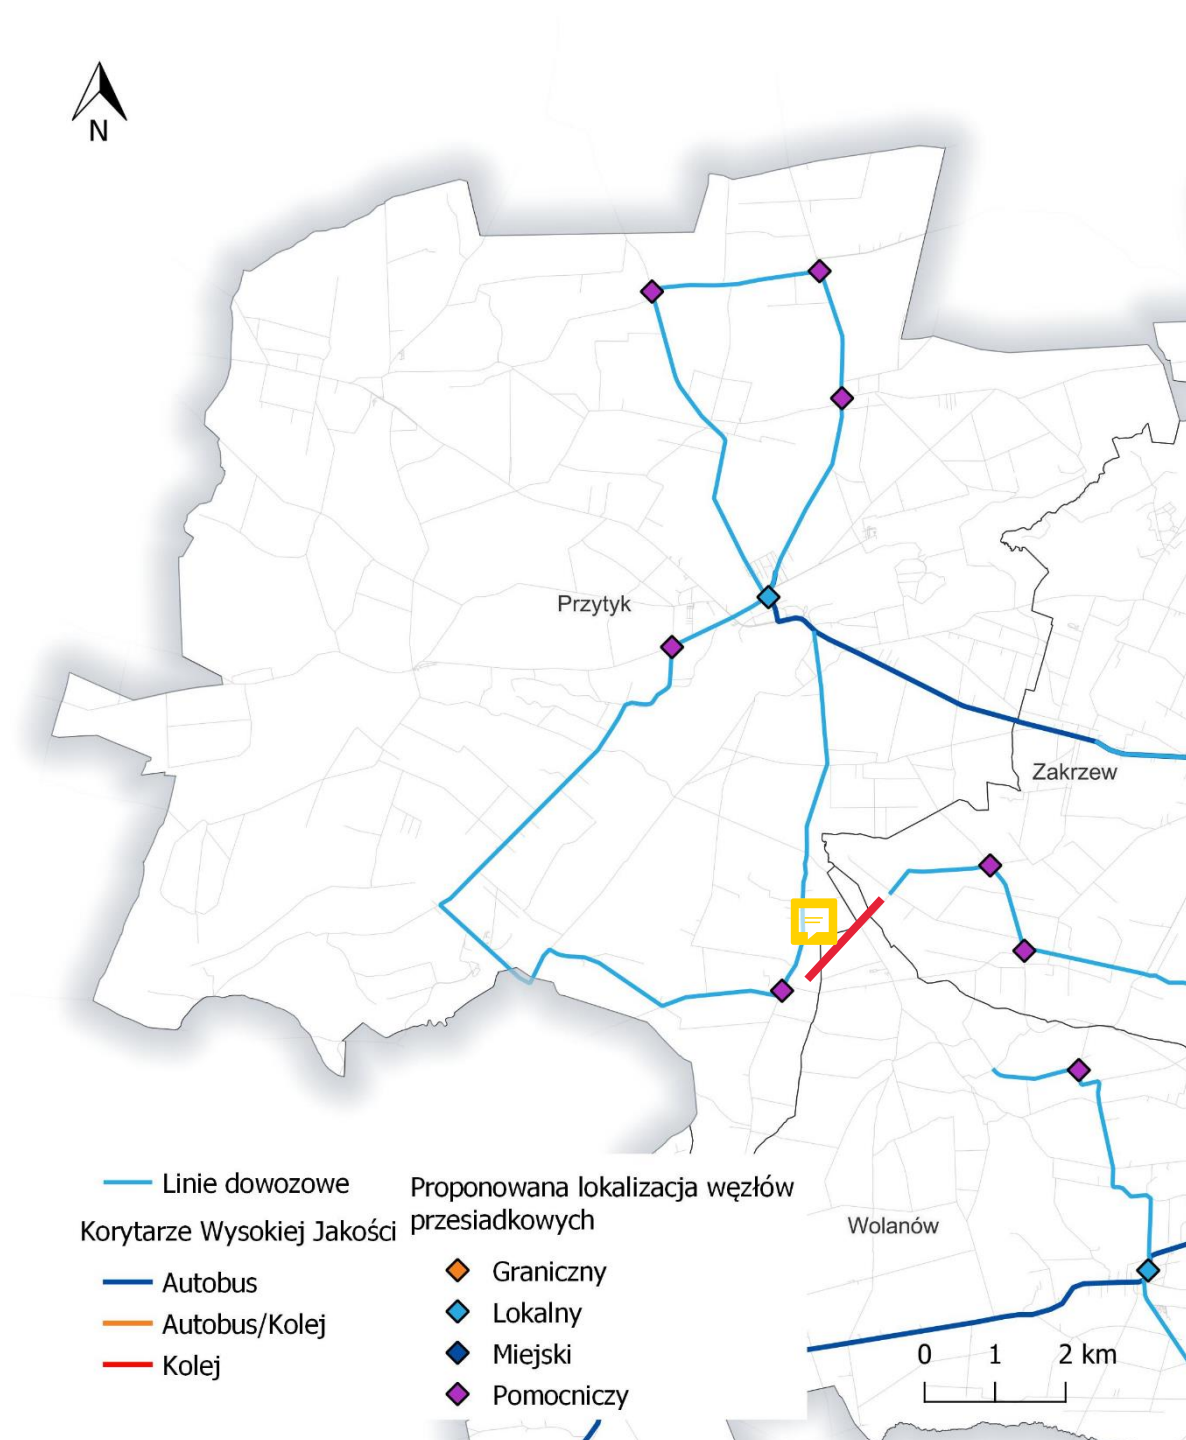 N
Przytyk
Zakrzew
Wolanów
Linie dowozowe
Korytarze Wysokiej Jakości
Autobus
Autobus/Kolej
Kolej
Proponowana lokalizacja węzłów
przesiadkowych
Graniczny
Lokalny
Miejski
Pomocniczy
0 1 2 km